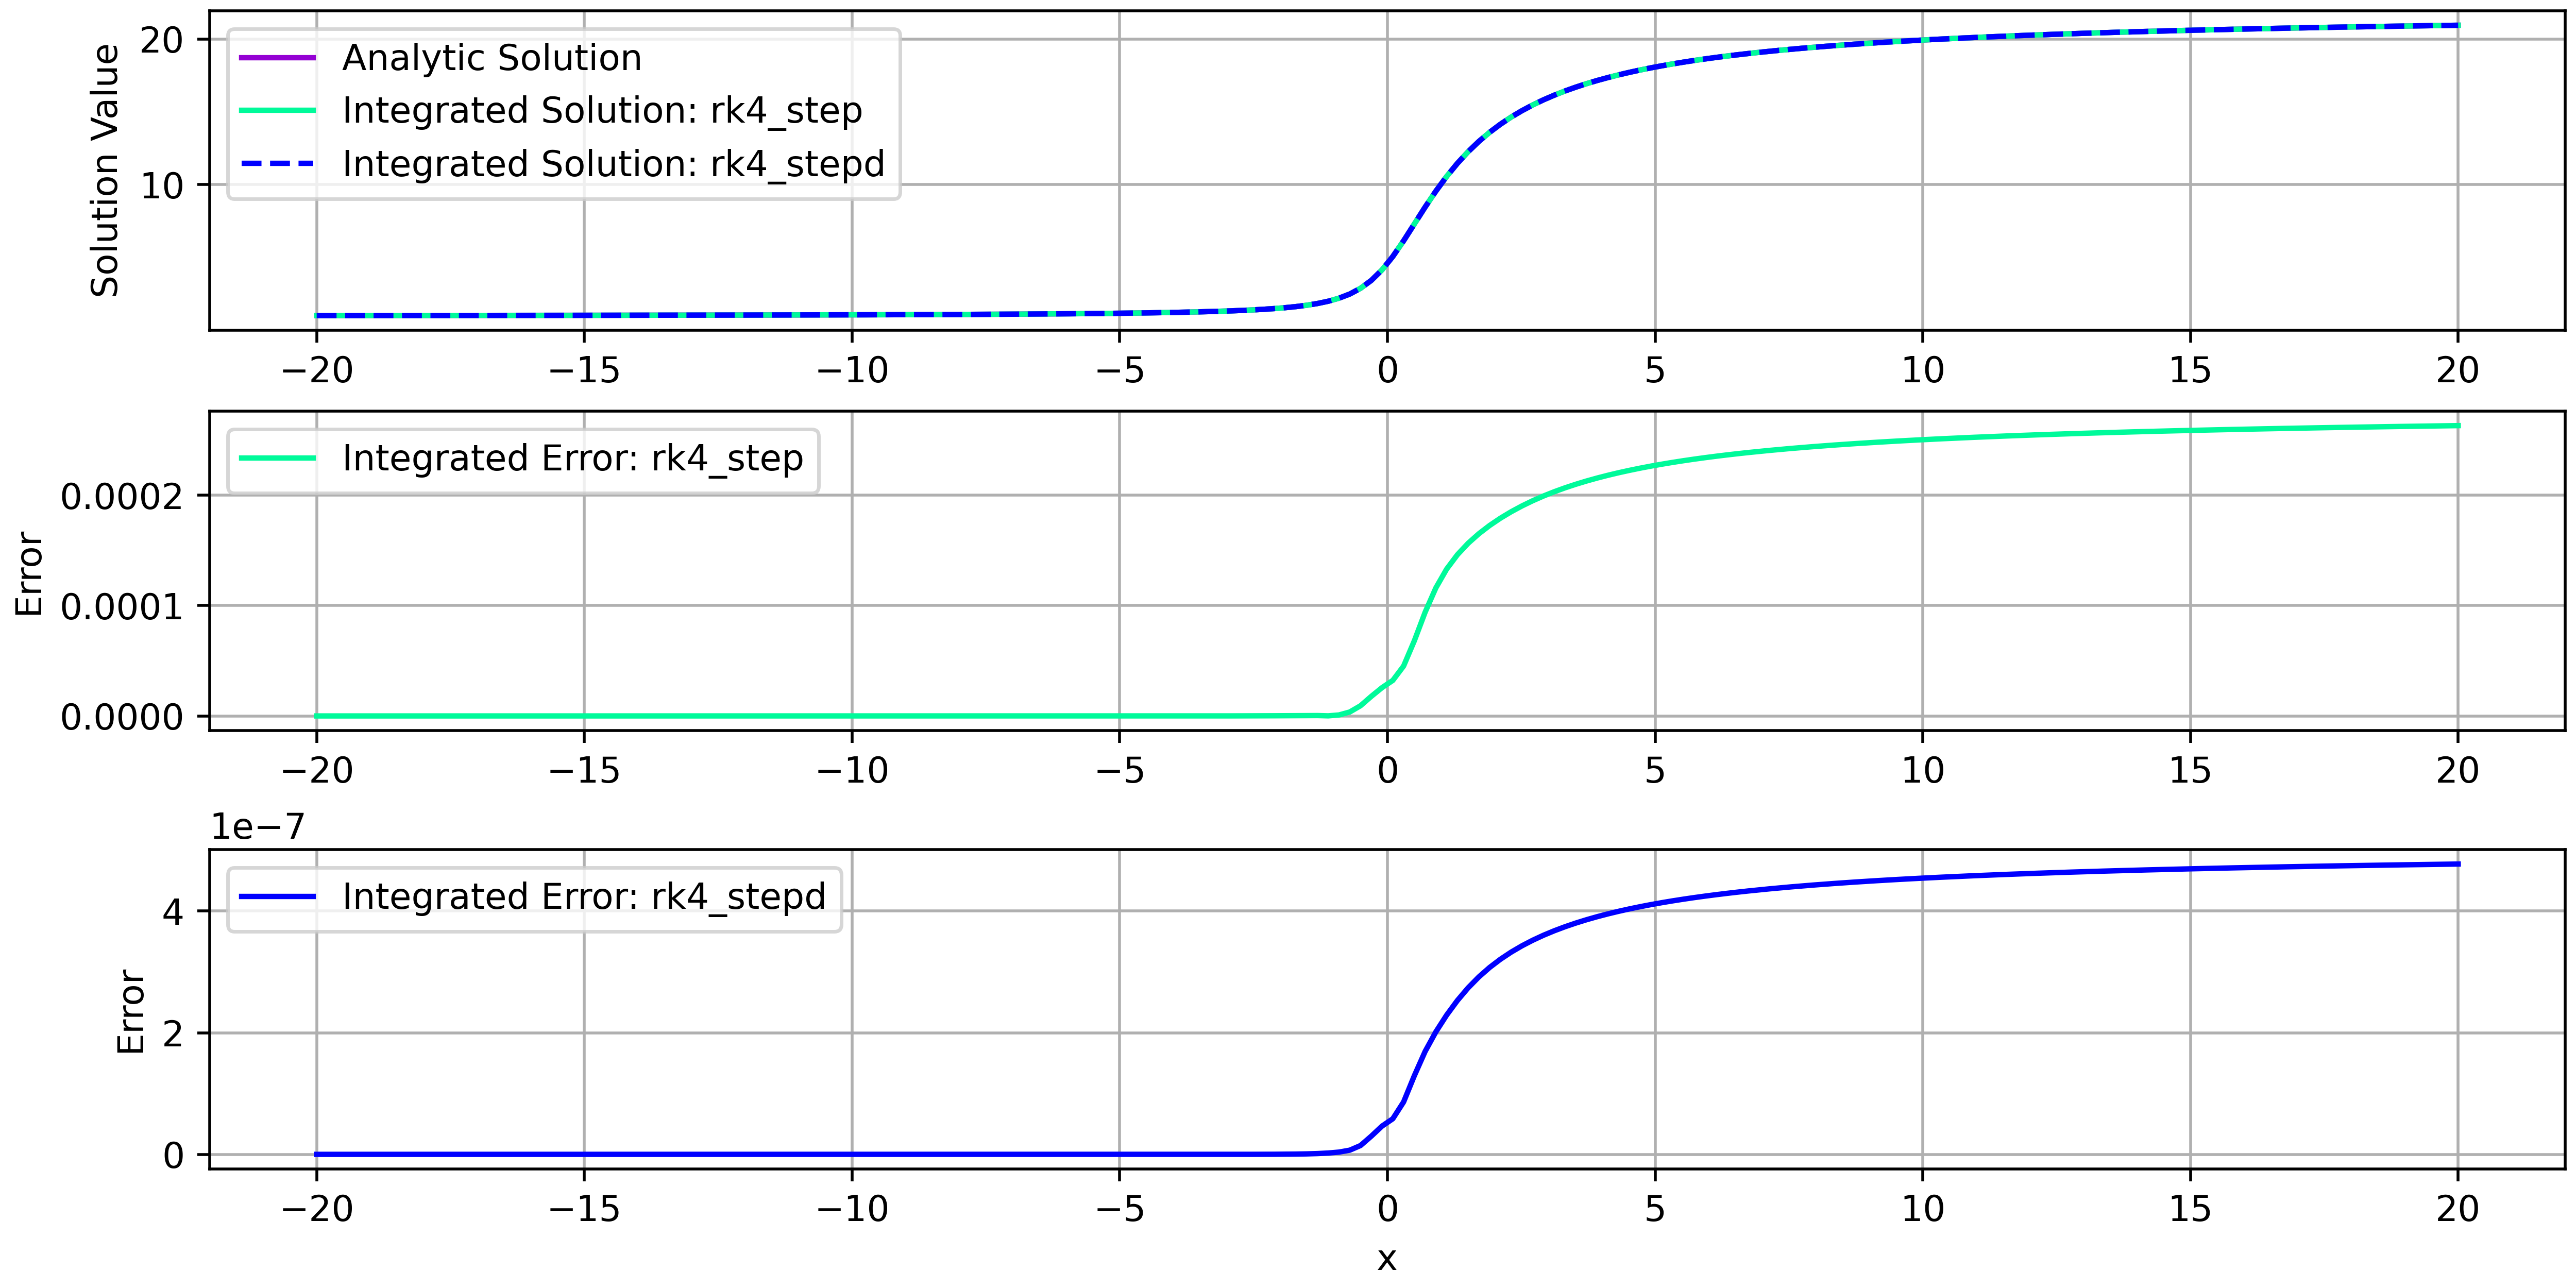 Solution Value
20
10
Analytic Solution
Integrated Solution: rk4_step
Integrated Solution: rk4_stepd
−20 −15 −10 −5 0 5 10 15 20
Error
0.0002
0.0001
0.0000
Integrated Error: rk4_step
−20 −15 −10 −5 0 5 10 15 20
1e−7
Error
4
2
0
Integrated Error: rk4_stepd
−20 −15 −10 −5 0 5 10 15 20
x